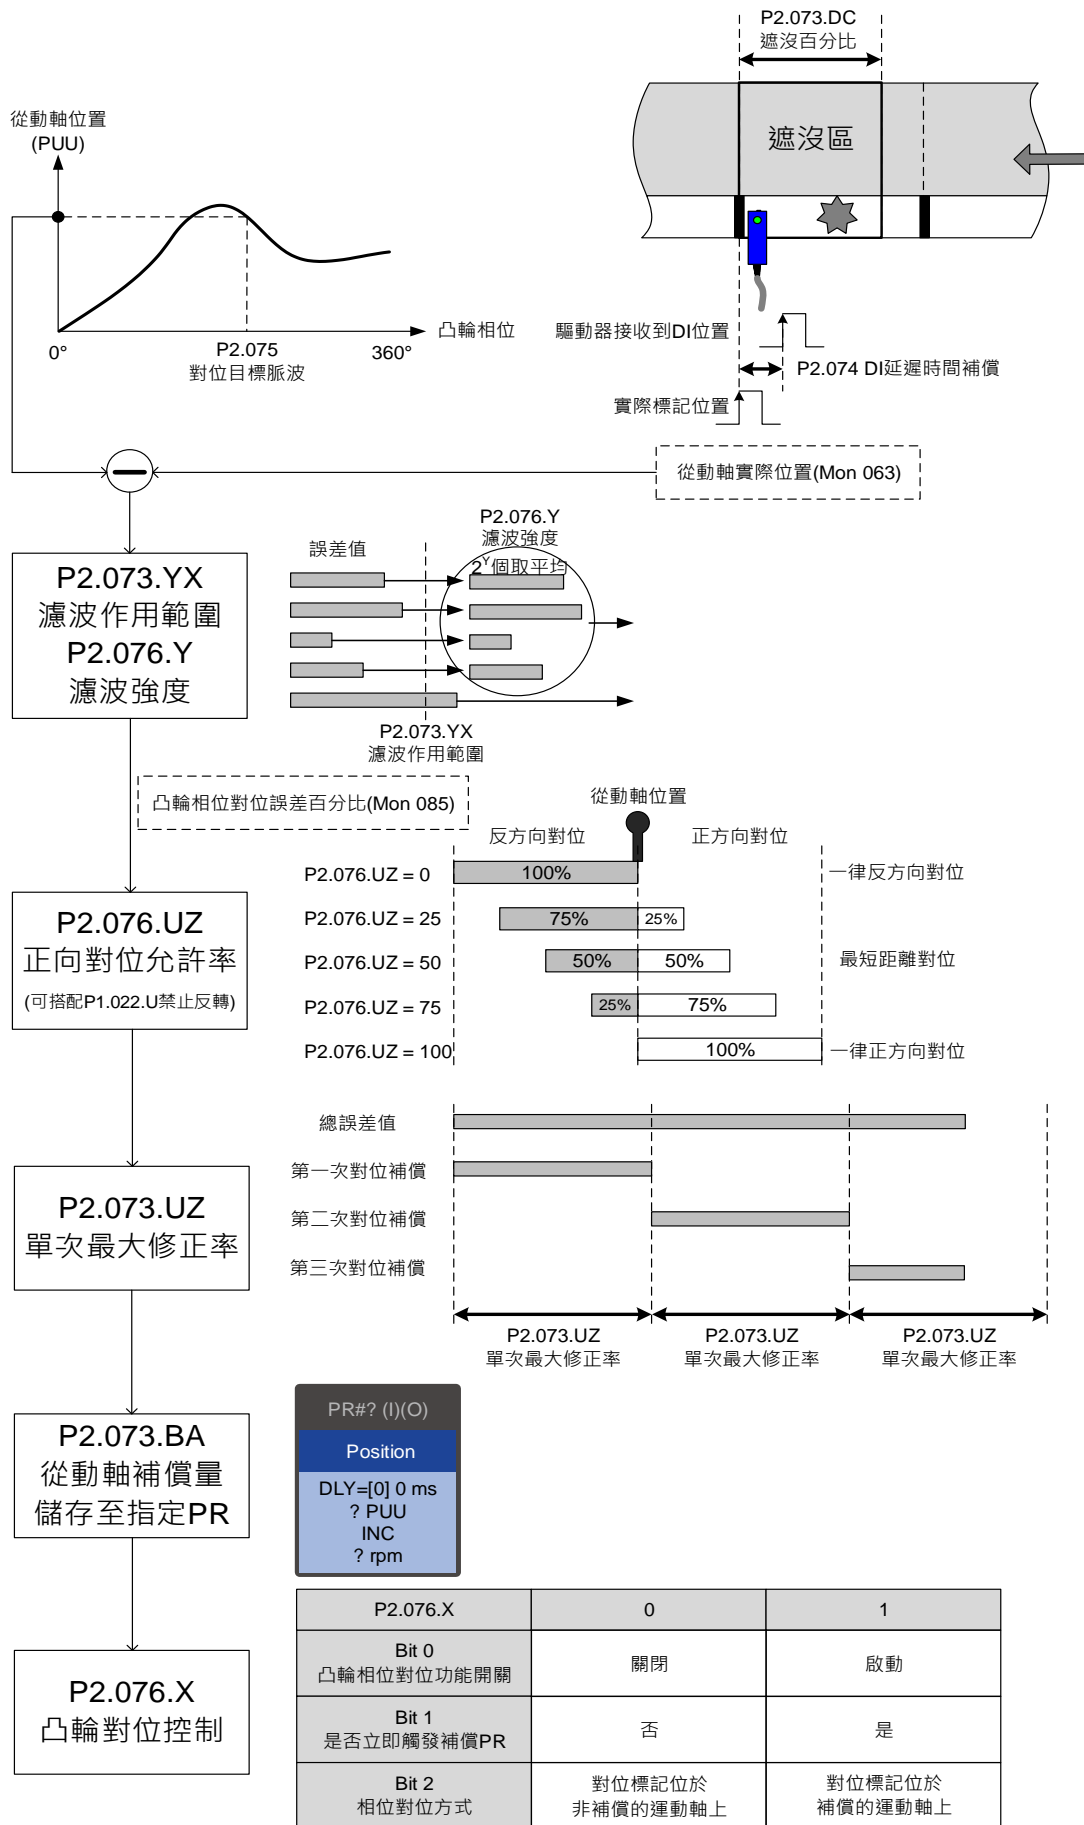 P2.073.DC
遮沒百分比
從動軸位置
(PUU)
遮沒區
凸輪相位
0°
P2.075
對位目標脈波
360°
驅動器接收到DI位置
P2.074 DI延遲時間補償
實際標記位置
從動軸實際位置(Mon 063)
P2.073.YX
濾波作用範圍
P2.076.Y
濾波強度
誤差值
P2.076.Y
濾波強度
2^Y個取平均
P2.073.YX
濾波作用範圍
凸輪相位對位誤差百分比(Mon 085)
從動軸位置
反方向對位
正方向對位
P2.076.UZ = 0
100%
一律反方向對位
P2.076.UZ = 25
75%
25%
P2.076.UZ = 50
50%
50%
最短距離對位
P2.076.UZ = 75
25%
75%
P2.076.UZ = 100
100%
一律正方向對位
P2.076.UZ
正向對位允許率
(可搭配P1.022.U禁止反轉)
總誤差值
第一次對位補償
第二次對位補償
第三次對位補償
P2.073.UZ
單次最大修正率
P2.073.UZ
單次最大修正率
P2.073.UZ
單次最大修正率
P2.073.UZ
單次最大修正率
P2.073.BA
從動軸補償量
儲存至指定PR
PR#? (I)(O)
Position
DLY=[0] 0 ms
? PUU
INC
? rpm
P2.076.X
凸輪對位控制
P2.076.X
0
1
Bit 0
凸輪相位對位功能開關
關閉
啟動
Bit 1
是否立即觸發補償PR
否
是
Bit 2
相位對位方式
對位標記位於
非補償的運動軸上
對位標記位於
補償的運動軸上